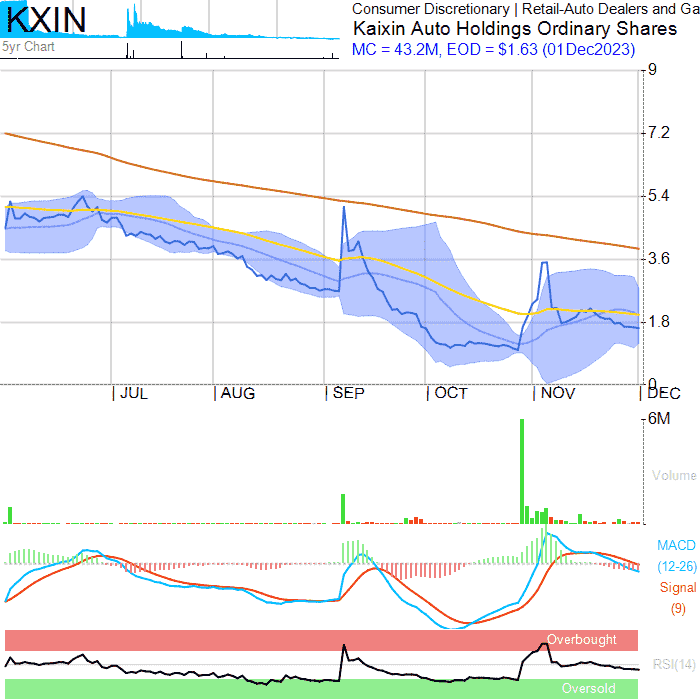 KXIN
5yr Chart
Consumer Discretionary | Retail-Auto Dealers and Ga
Kaixin Auto Holdings Ordinary Shares
MC = 43.2M, EOD = $1.63 (01Dec2023)
9
7.2
5.4
3.6
1.8
0
JUL AUG SEP OCT NOV DEC
6M
Volume
MACD
(12-26)
Signal
(9)
Overbought
RSI(14)
Oversold